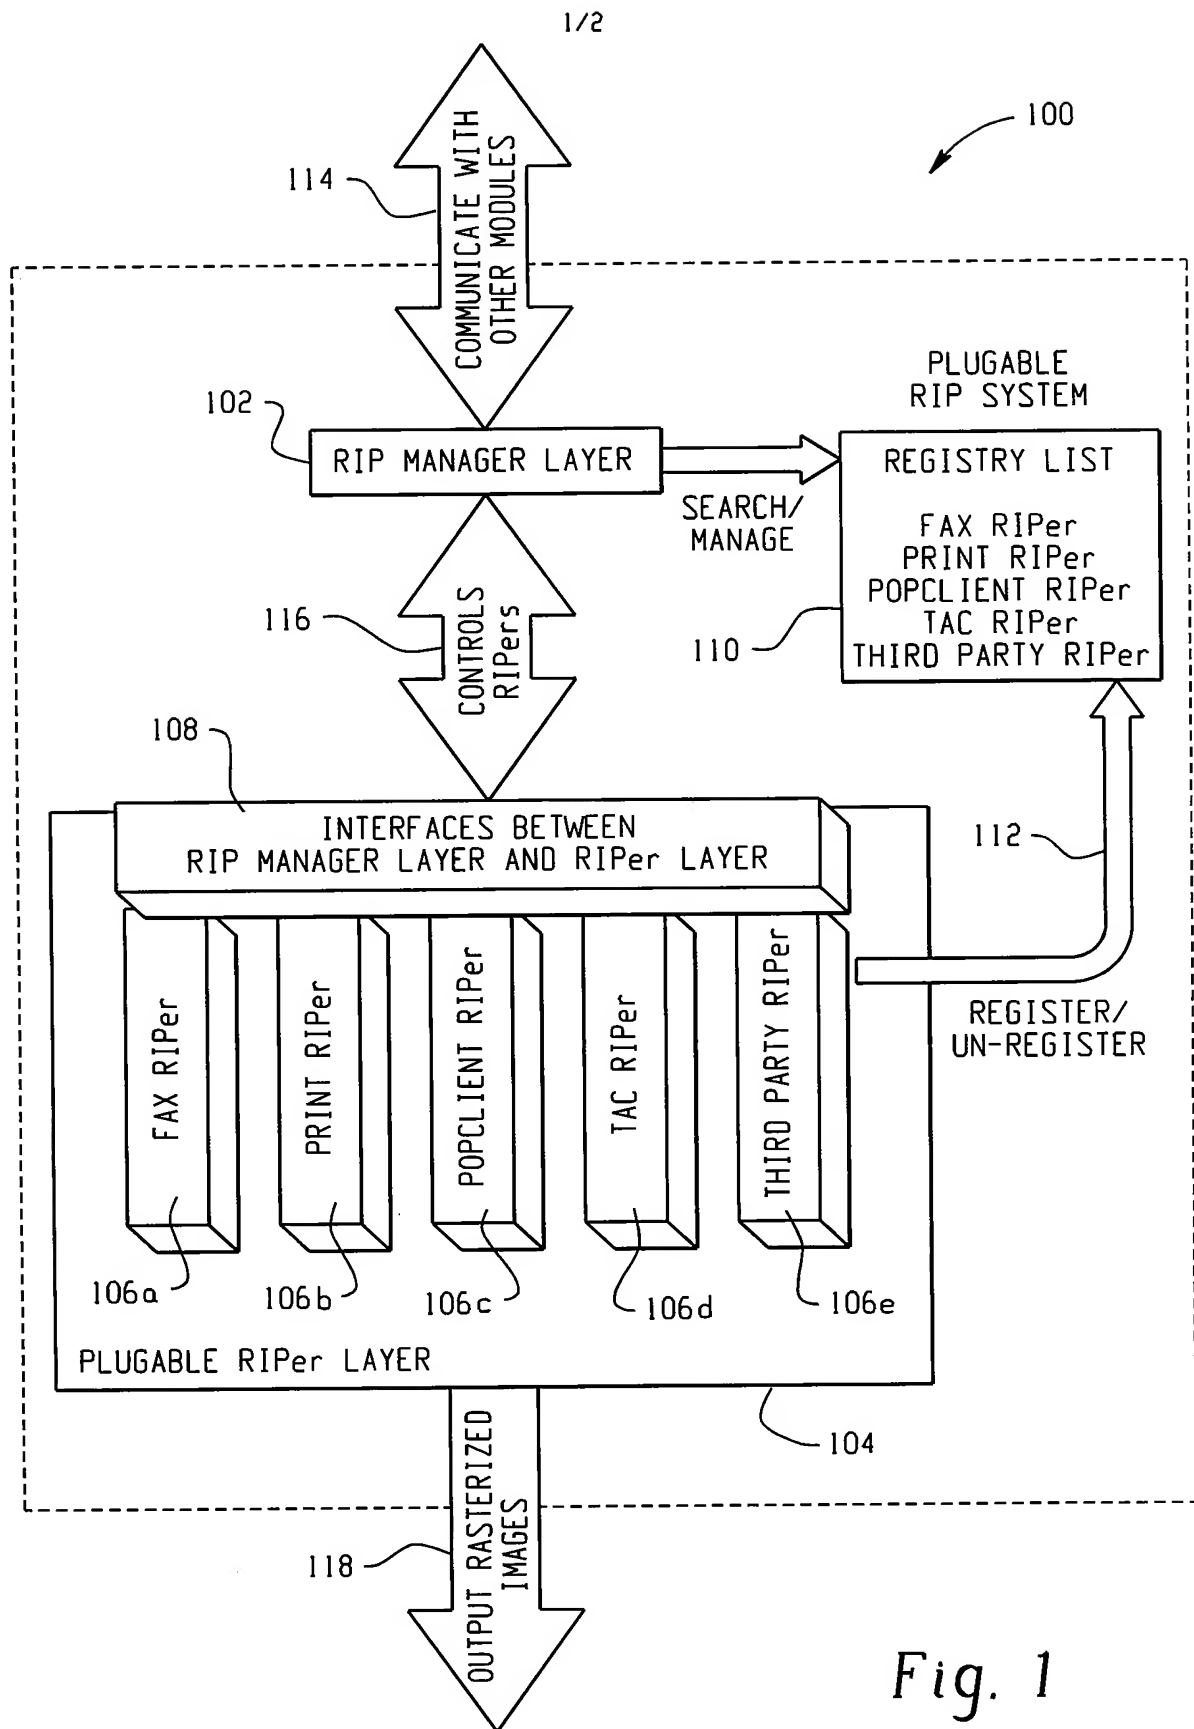 1/2
100
COMMUNICATE WITH
OTHER MODULES
114
PLUGABLE
RIP SYSTEM
102
RIP MANAGER LAYER
SEARCH/
MANAGE
REGISTRY LIST
FAX RIPer
PRINT RIPer
POPCLIENT RIPer
TAC RIPer
THIRD PARTY RIPer
110
116
CONTROLS
RIPers
108
INTERFACES BETWEEN
RIP MANAGER LAYER AND RIPer LAYER
112
REGISTER/
UN-REGISTER
FAX RIPer
PRINT RIPer
POPCLIENT RIPer
TAC RIPer
THIRD PARTY RIPer
106a
106b
106c
106d
106e
PLUGABLE RIPer LAYER
104
OUTPUT RASTERIZED
IMAGES
118
Fig. 1